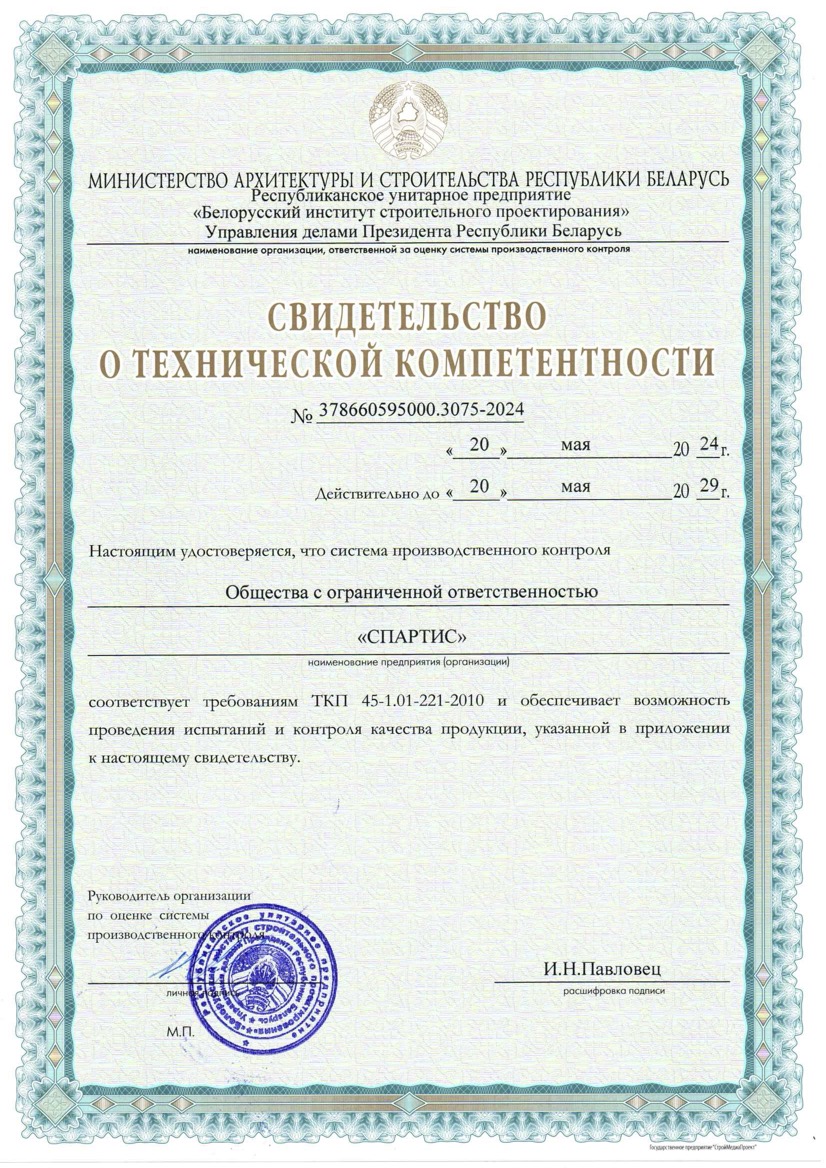 МИНИСТЕРСТВО АРХИТЕКТУРЫ И СТРОИТЕЛЬСТВА РЕСПУБЛИКИ БЕЛАРУСЬ
Республиканское унитарное предприятие
«Белорусский институт строительного проектирования»
Управления делами Президента Республики Беларусь
наименование организации, ответственной за оценку системы производственного контроля
СВИДЕТЕЛЬСТВО
О ТЕХНИЧЕСКОЙ КОМПЕТЕНТНОСТИ
№ 378660595000.3075-2024
« 20 » мая 20 24 г.
Действительно до « 20 » мая 20 29 г.
Настоящим удостоверяется, что система производственного контроля
Общества с ограниченной ответственностью
«СПАРТИС»
наименование предприятия (организации)
соответствует требованиям ТКП 45-1.01-221-2010 и обеспечивает возможность
проведения испытаний и контроля качества продукции, указанной в приложении
к настоящему свидетельству.
Руководитель организации
по оценке системы
производственного контроля
И.Н.Павловец
личная подпись
расшифровка подписи
М.П.
Республиканское унитарное предприятие
«Белорусский институт строительного проектирования»
Управления делами Президента Республики Беларусь
Государственное предприятие "СтройМедиаПроект"